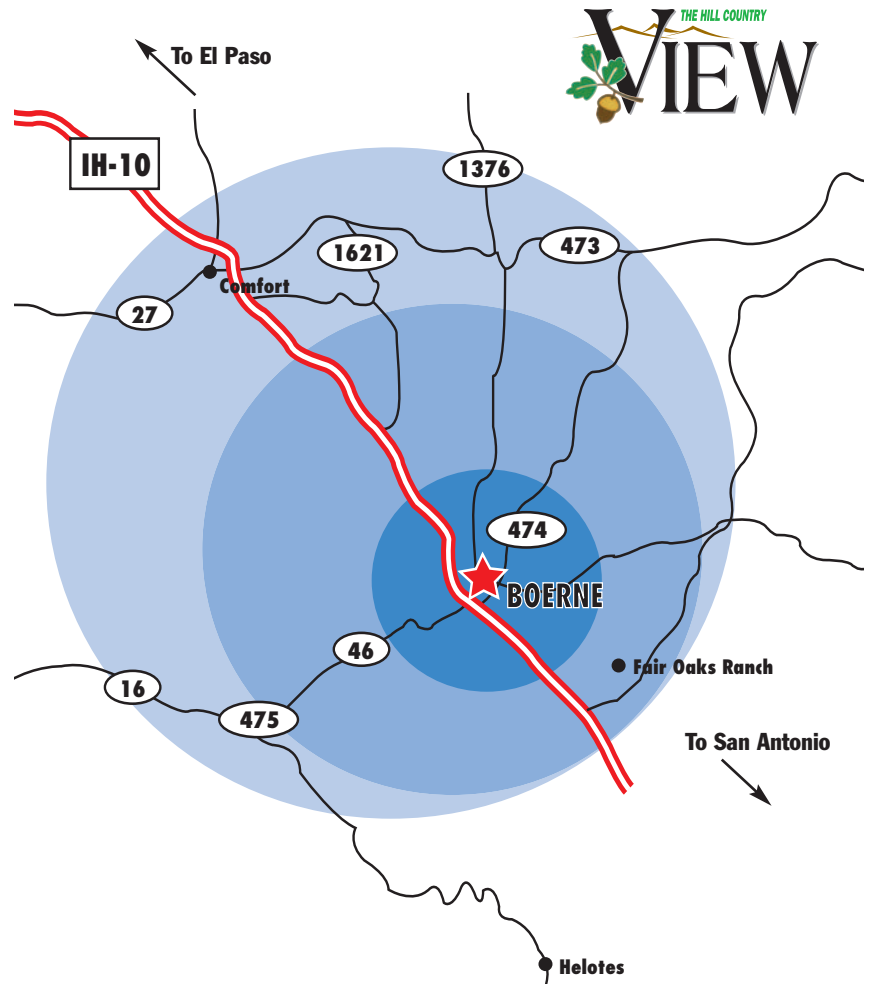 THE HILL COUNTRY
VIEW
To El Paso
IH-10
1376
1621
473
Comfort
27
474
BOERNE
46
Fair Oaks Ranch
16
475
To San Antonio
Helotes